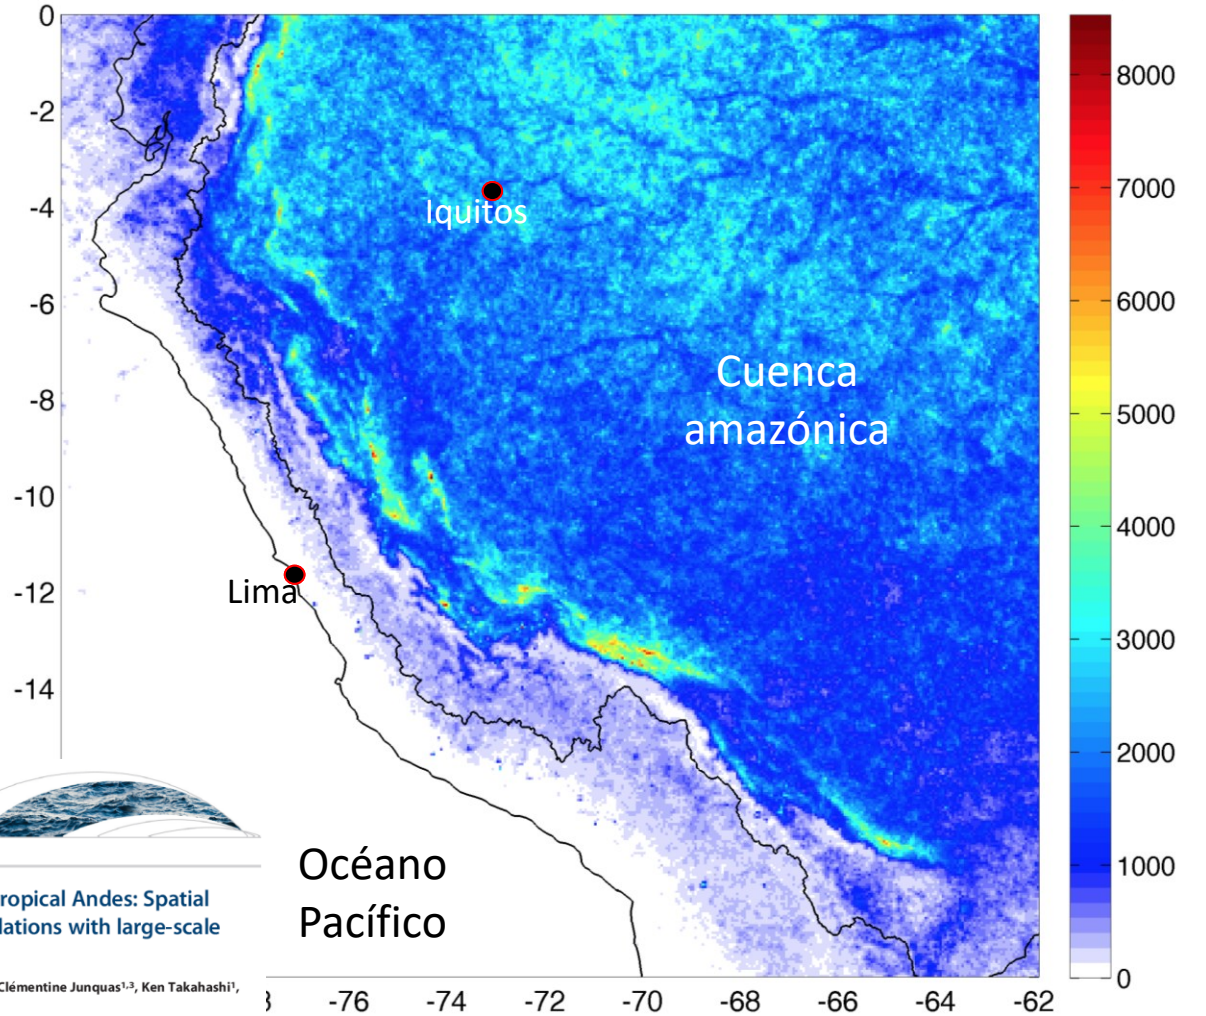 0
-2
-4
-6
-8
-10
-12
-14
Iquitos
Cuenca
amazónica
Lima
Océano
Pacífico
ropical Andes: Spatial
lations with large-scale
Clémentine Junquas1,3, Ken Takahashi1,
-76
-74
-72
-70
-68
-66
-64
-62
8000
7000
6000
5000
4000
3000
2000
1000
0